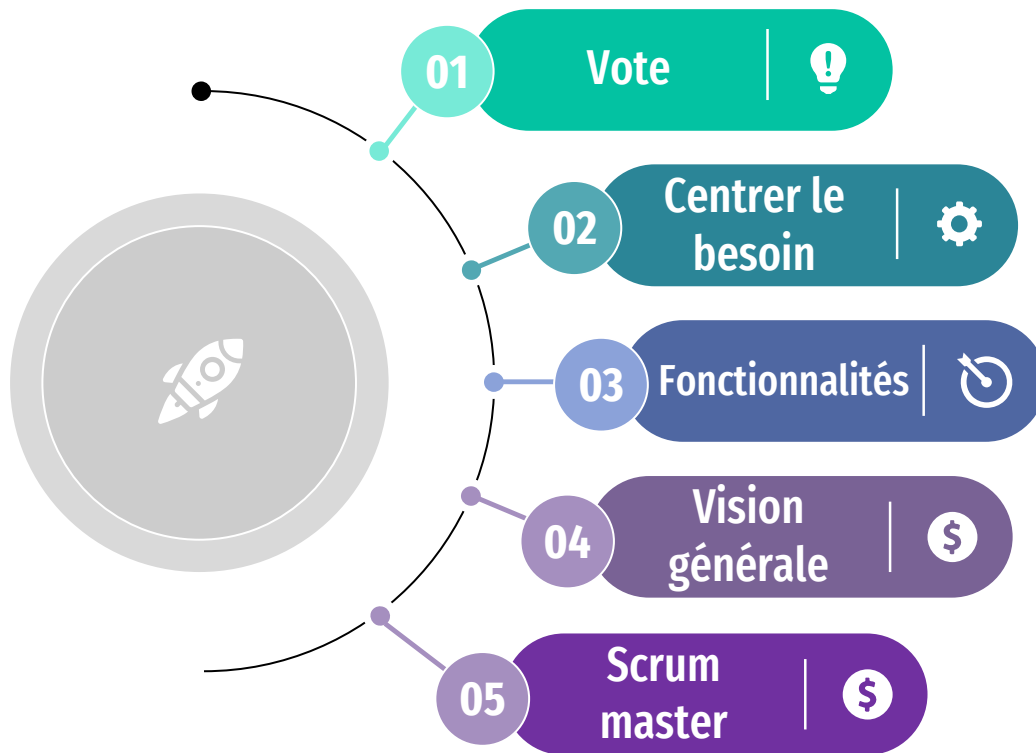 01
Vote
02
Centrer le
besoin
03
Fonctionnalités
04
Vision
générale
05
Scrum
master